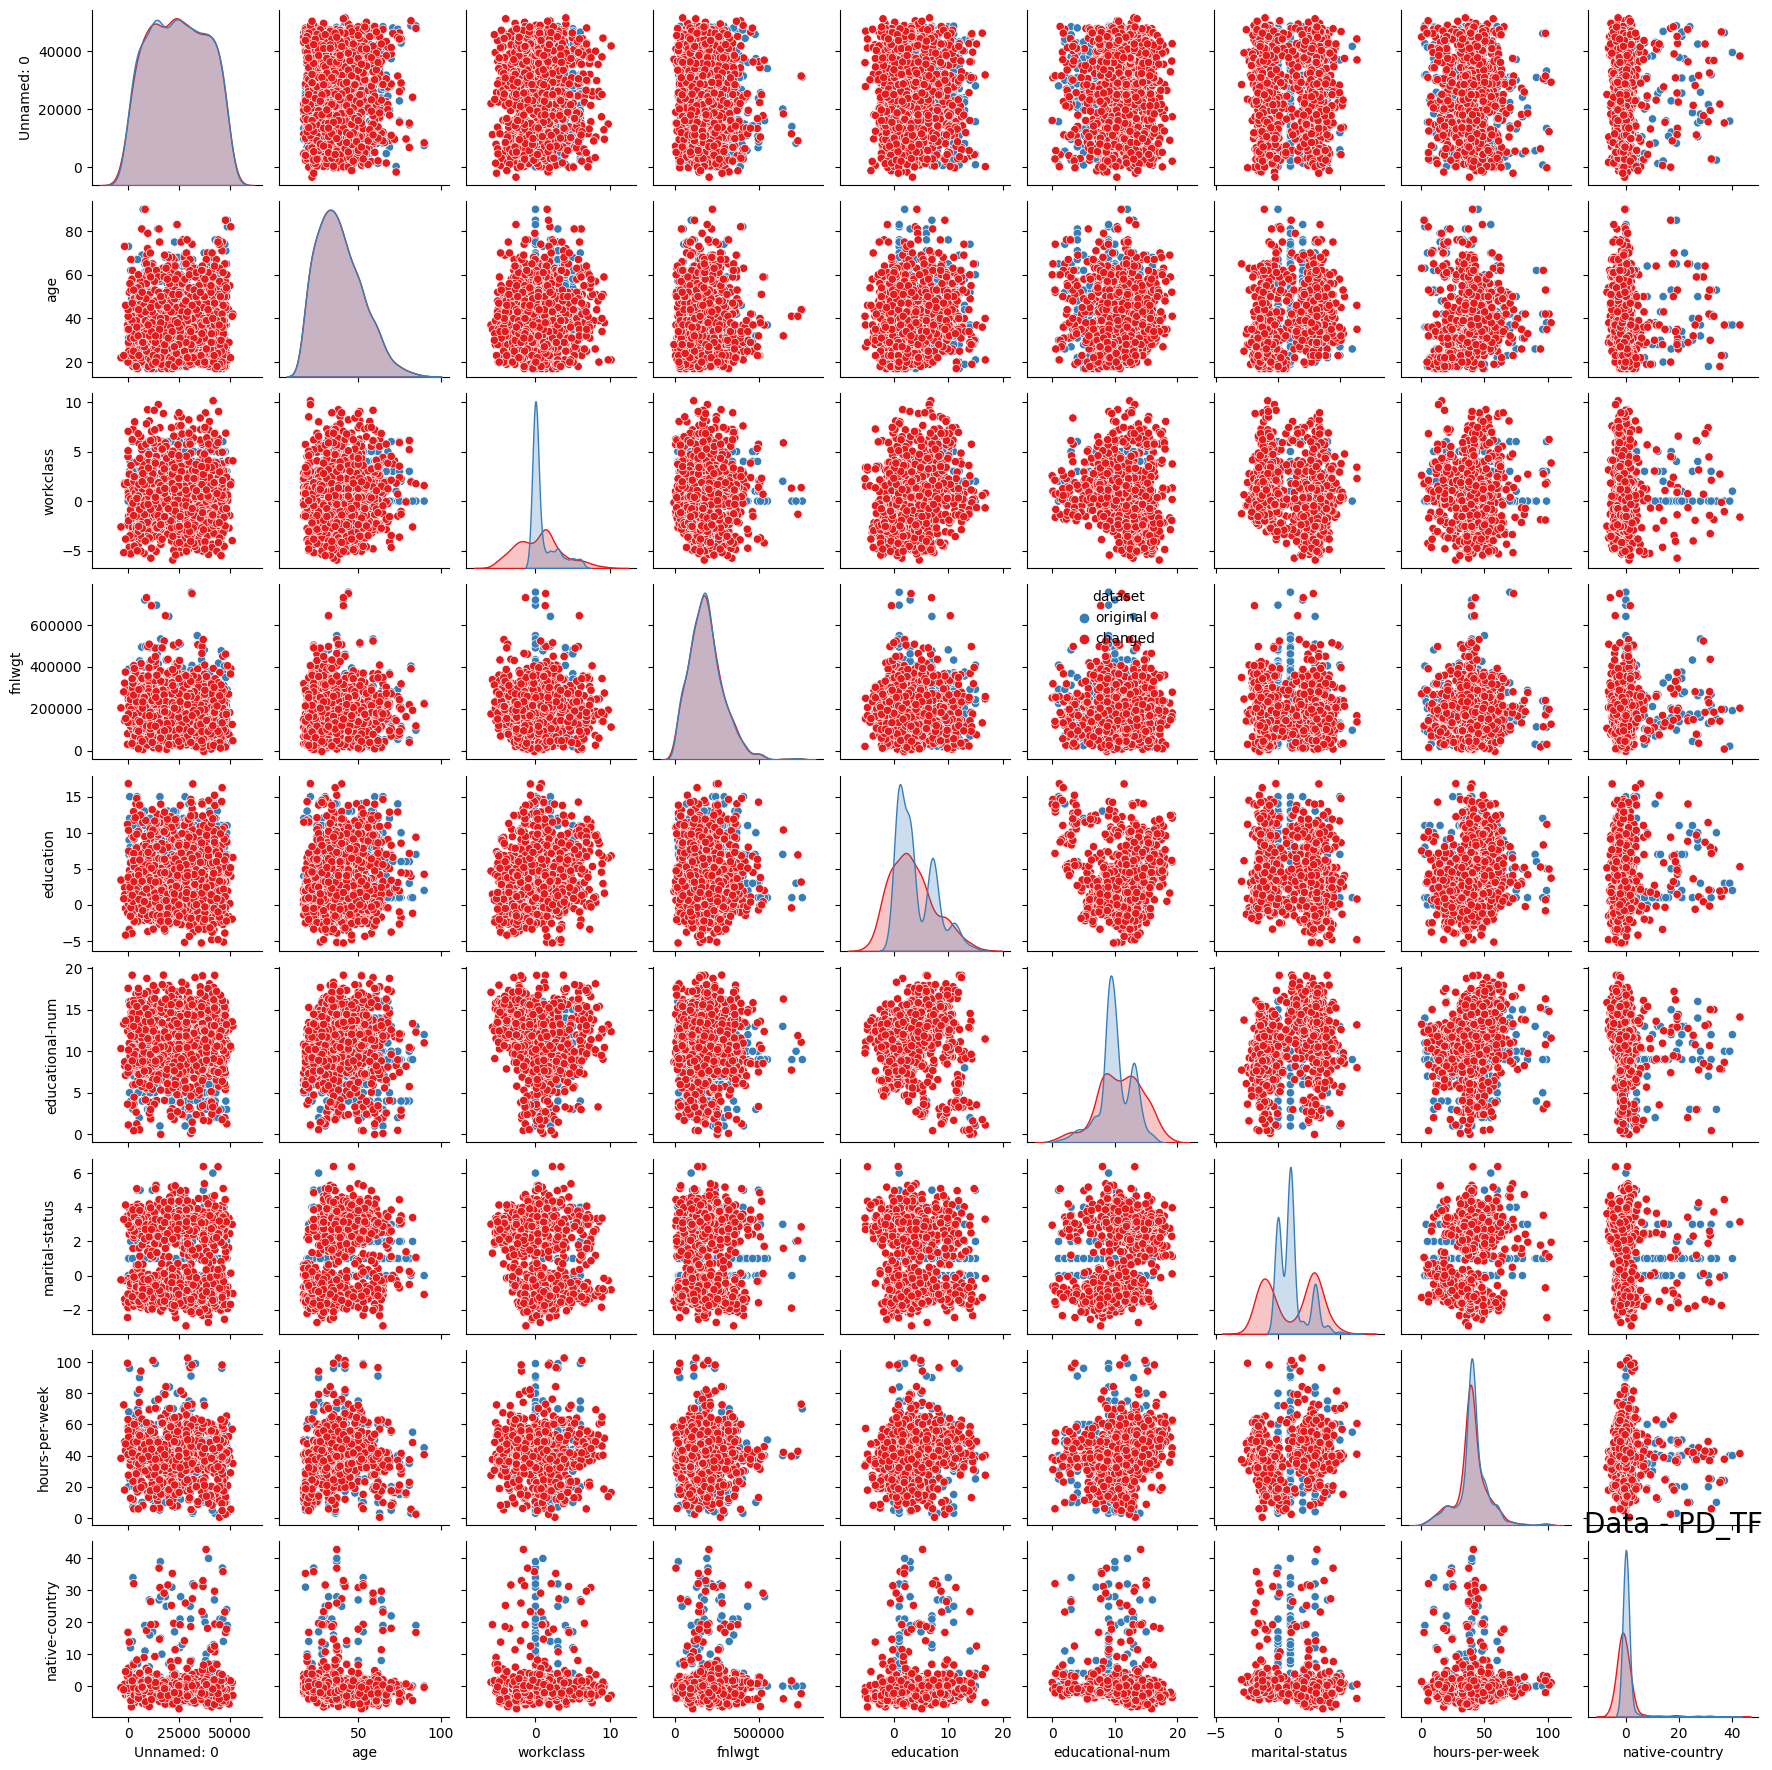 Unnamed: 0
40000
20000
0
age
80
60
40
20
workclass
10
5
0
−5
fnlwgt
600000
400000
200000
0
dataset
original
changed
education
15
10
5
0
−5
educational-num
20
15
10
5
0
marital-status
6
4
2
0
−2
hours-per-week
100
80
60
40
20
0
Data - PD_TF
native-country
40
30
20
10
0
0 25000 50000
50 100
0 10
0 500000
0 10 20
0 10 20
−5 0 5
0 50 100
0 20 40
Unnamed: 0 age workclass fnlwgt education educational-num marital-status hours-per-week native-country